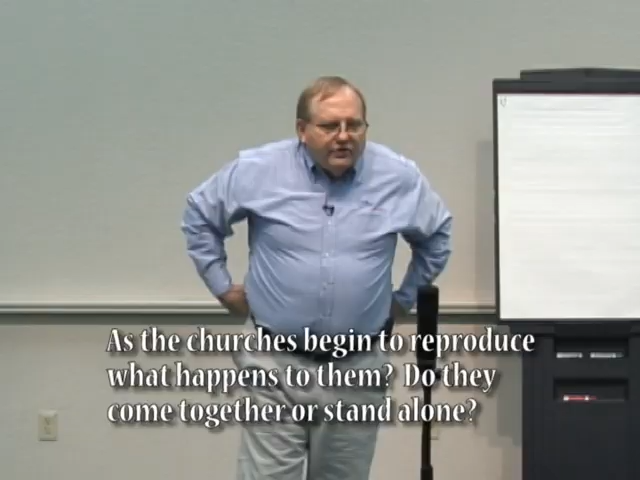 As the churches begin to reproduce
what happens to them? Do they
come together or stand alone?